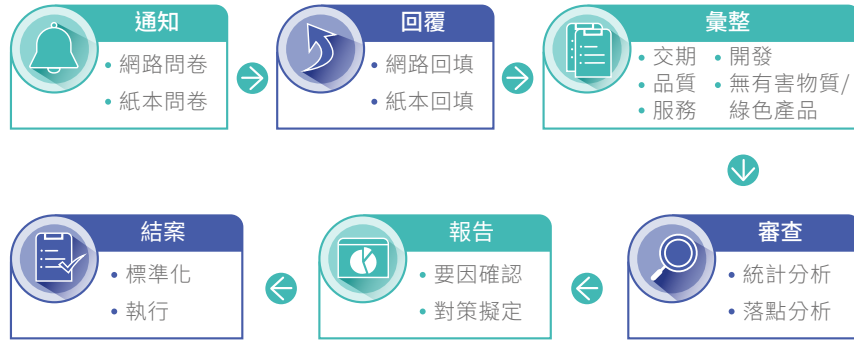 通知
• 網路問卷
• 紙本問卷
回覆
• 網路回填
• 紙本回填
彙整
• 交期
• 品質
• 服務
• 開發
• 無有害物質/
綠色產品
審查
• 統計分析
• 落點分析
報告
• 要因確認
• 對策擬定
結案
• 標準化
• 執行